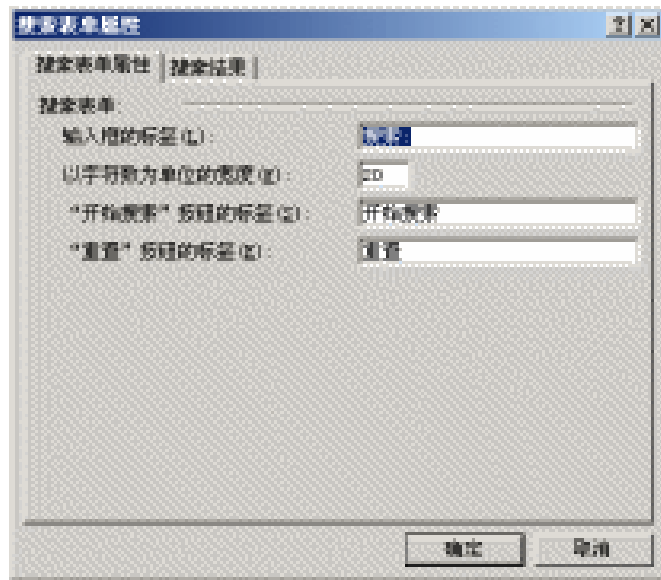 搜索表单属性
搜索表单属性 搜索结果
搜索表单:
输入框的标签(L): 搜索:
以字符数为单位的宽度(W): 20
“开始搜索”按钮的标签(S): 开始搜索
“重置”按钮的标签(R): 重置
确定 取消